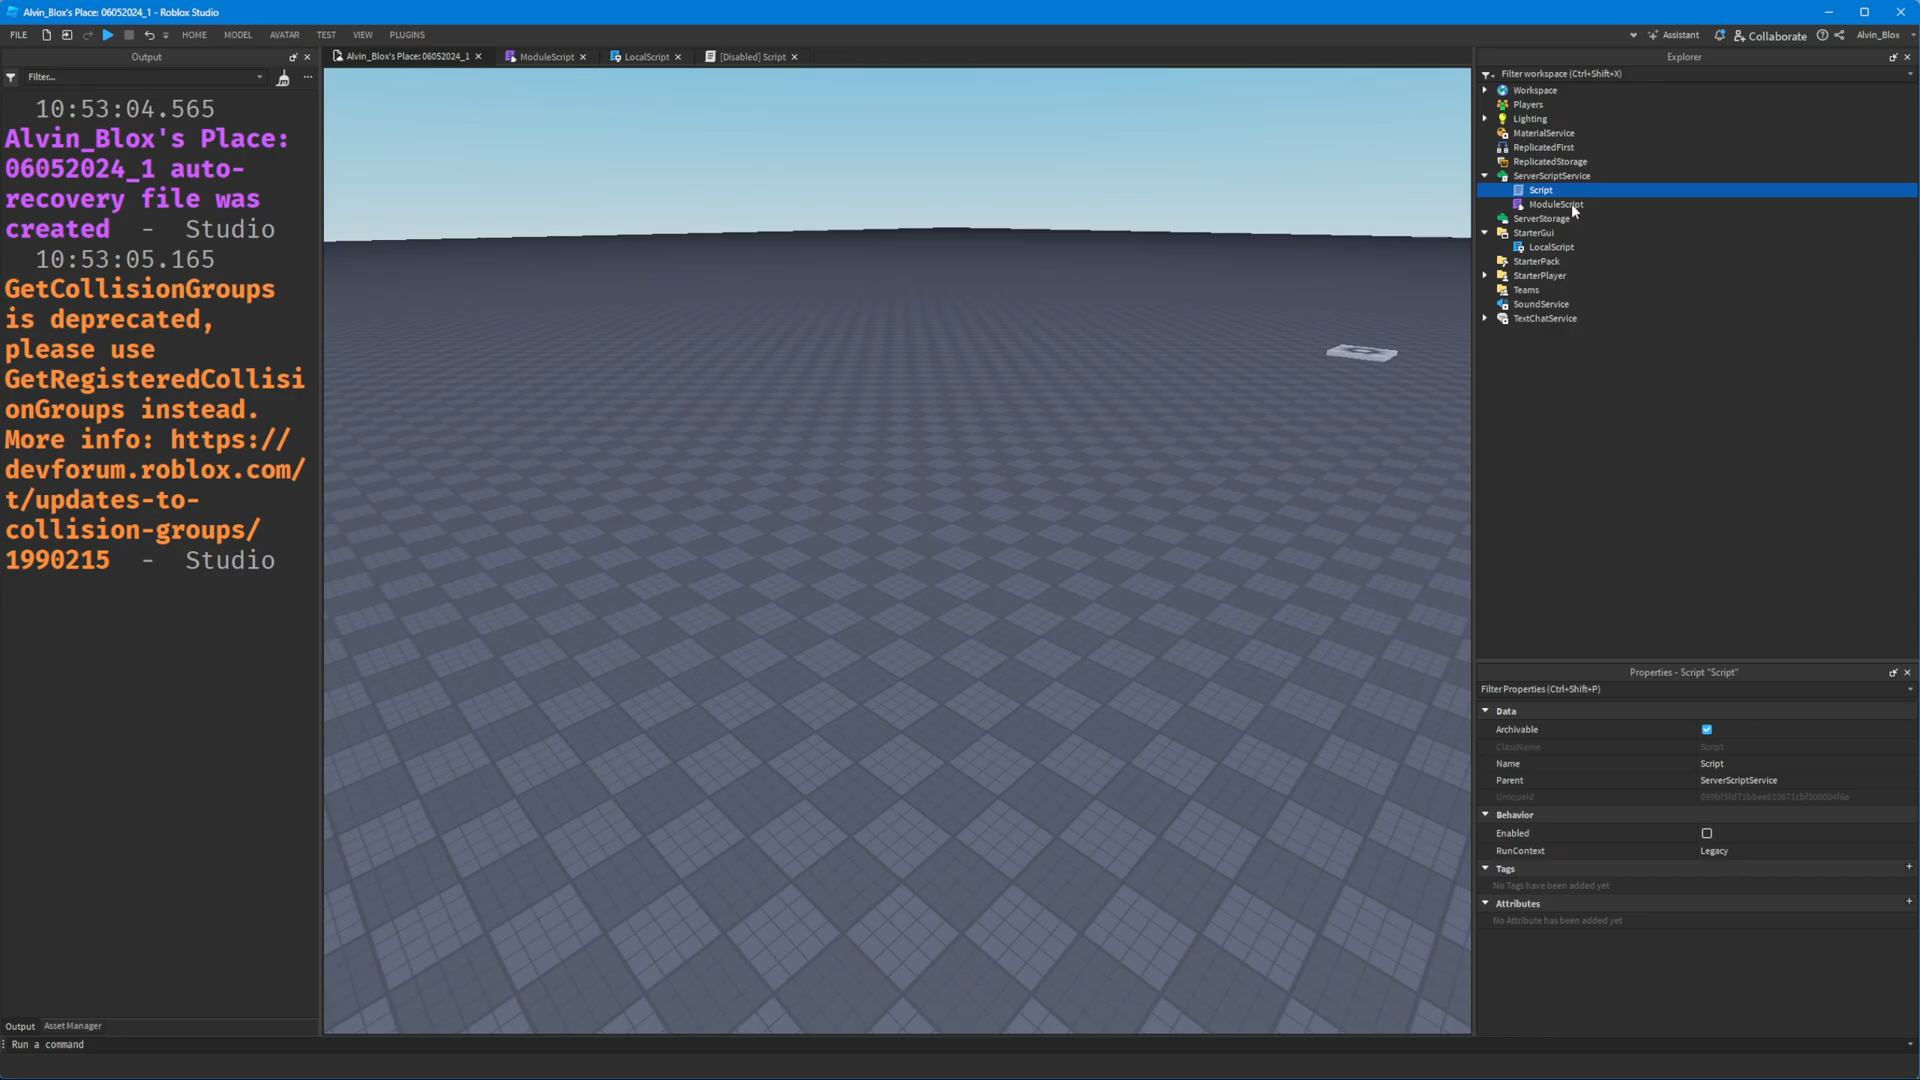 Alvin_Blox's Place: 06052024_1 - Roblox Studio
FILE HOME MODEL AVATAR TEST VIEW PLUGINS
Assistant Collaborate Alvin_Blox
Output
Filter...
10:53:04.565
Alvin_Blox's Place:
06052024_1 auto-
recovery file was
created - Studio
10:53:05.165
GetCollisionGroups
is deprecated,
please use
GetRegisteredCollisi
onGroups instead.
More info: https://
devforum.roblox.com/
t/updates-to-
collision-groups/
1990215 - Studio
Output Asset Manager
Run a command
Alvin_Blox's Place: 06052024_1 ModuleScript LocalScript [Disabled] Script
Explorer
Filter workspace (Ctrl+Shift+X)
Workspace
Players
Lighting
MaterialService
ReplicatedFirst
ReplicatedStorage
ServerScriptService
Script
ModuleScript
ServerStorage
StarterGui
LocalScript
StarterPack
StarterPlayer
Teams
SoundService
TextChatService
Properties - Script "Script"
Filter Properties (Ctrl+Shift+P)
Data
Archivable
ClassName Script
Name Script
Parent ServerScriptService
UniqueId
Behavior
Enabled
RunContext Legacy
Tags
No Tags have been added yet
Attributes
No Attribute has been added yet